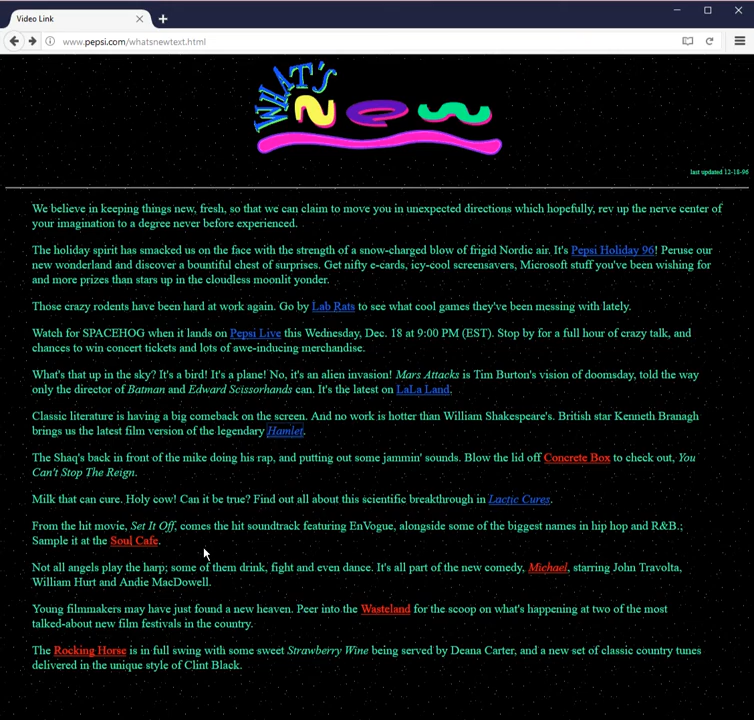 Video Link
www.pepsi.com/whatsnewtext.html
WHAT'S
new
last updated 12-18-96
We believe in keeping things new, fresh, so that we can claim to move you in unexpected directions which hopefully, rev up the nerve center of
your imagination to a degree never before experienced.
The holiday spirit has smacked us on the face with the strength of a snow-charged blow of frigid Nordic air. It's Pepsi Holiday 96! Peruse our
new wonderland and discover a bountiful chest of surprises. Get nifty e-cards, icy-cool screensavers, Microsoft stuff you've been wishing for
and more prizes than stars up in the cloudless moonlit yonder.
Those crazy rodents have been hard at work again. Go by Lab Rats to see what cool games they've been messing with lately.
Watch for SPACEHOG when it lands on Pepsi Live this Wednesday, Dec. 18 at 9:00 PM (EST). Stop by for a full hour of crazy talk, and
chances to win concert tickets and lots of awe-inducing merchandise.
What's that up in the sky? It's a bird! It's a plane! No, it's an alien invasion! Mars Attacks is Tim Burton's vision of doomsday, told the way
only the director of Batman and Edward Scissorhands can. It's the latest on LaLa Land.
Classic literature is having a big comeback on the screen. And no work is hotter than William Shakespeare's. British star Kenneth Branagh
brings us the latest film version of the legendary Hamlet.
The Shaq's back in front of the mike doing his rap, and putting out some jammin' sounds. Blow the lid off Concrete Box to check out, You
Can't Stop The Reign.
Milk that can cure. Holy cow! Can it be true? Find out all about this scientific breakthrough in Lactic Cures.
From the hit movie, Set It Off, comes the hit soundtrack featuring EnVogue, alongside some of the biggest names in hip hop and R&B.;
Sample it at the Soul Cafe.
Not all angels play the harp; some of them drink, fight and even dance. It's all part of the new comedy, Michael, starring John Travolta,
William Hurt and Andie MacDowell.
Young filmmakers may have just found a new heaven. Peer into the Wasteland for the scoop on what's happening at two of the most
talked-about new film festivals in the country.
The Rocking Horse is in full swing with some sweet Strawberry Wine being served by Deana Carter, and a new set of classic country tunes
delivered in the unique style of Clint Black.